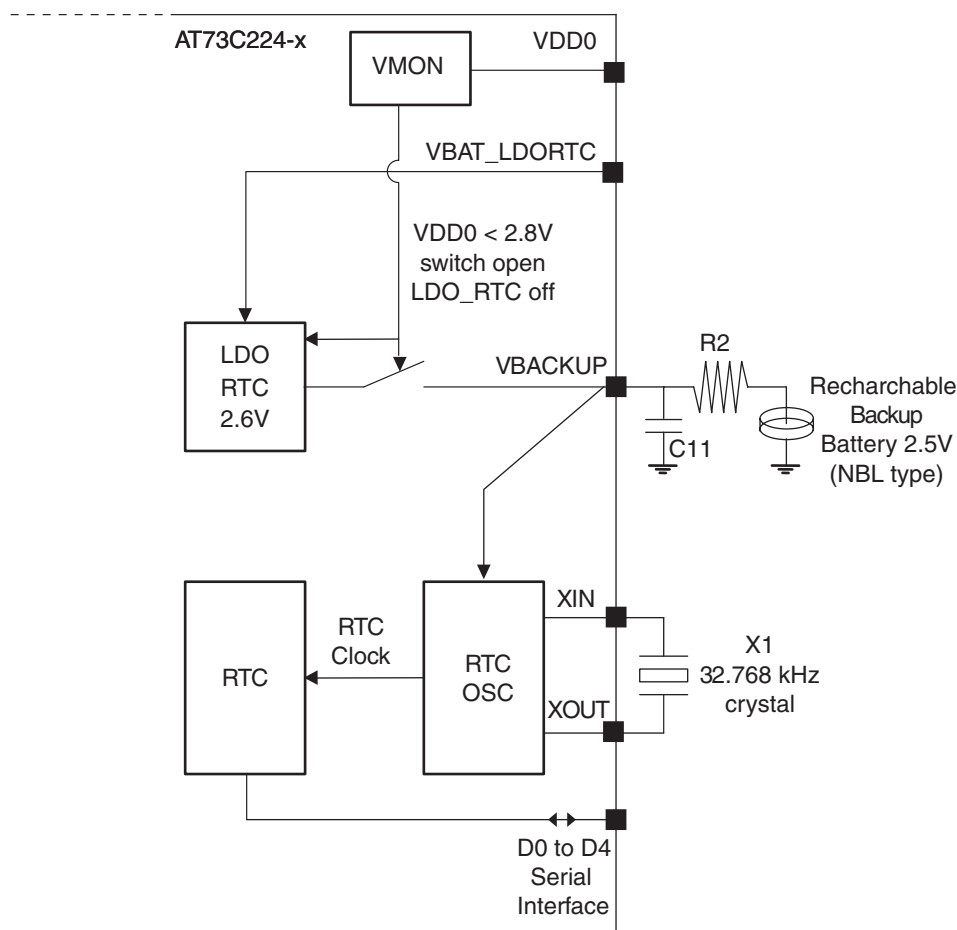 AT73C224-x
VDD0
VMON
VBAT_LDORTC
VDD0 < 2.8V
switch open
LDO_RTC off
LDO
RTC
2.6V
VBACKUP
R2
C11
Recharchable
Backup
Battery 2.5V
(NBL type)
XIN
RTC
RTC
Clock
RTC
OSC
X1
32.768 kHz
crystal
XOUT
D0 to D4
Serial
Interface